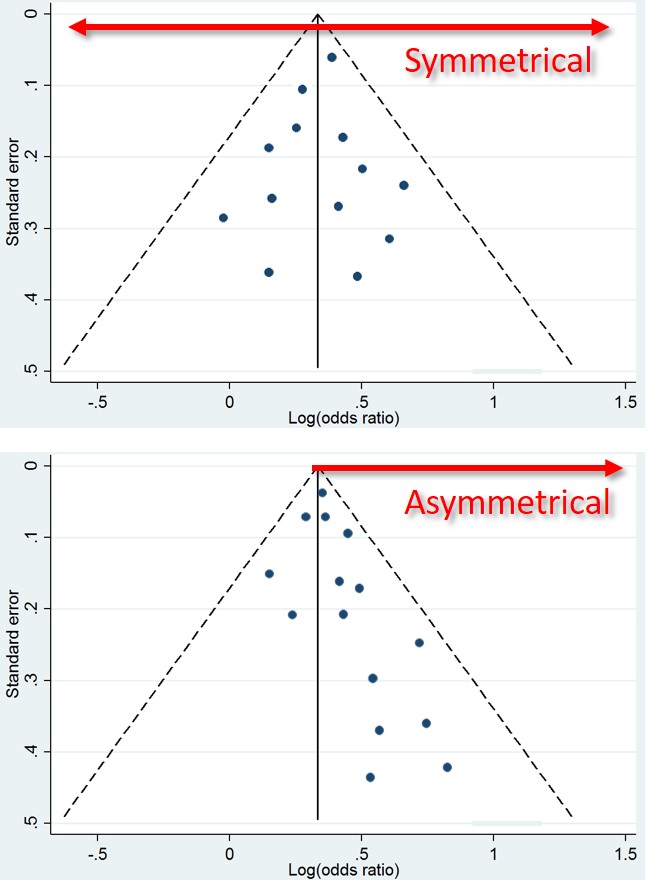 Symmetrical
0
.1
.2
.3
.4
.5
Standard error
-.5 0 .5 1 1.5
Log(odds ratio)
Asymmetrical
0
.1
.2
.3
.4
.5
Standard error
-.5 0 .5 1 1.5
Log(odds ratio)